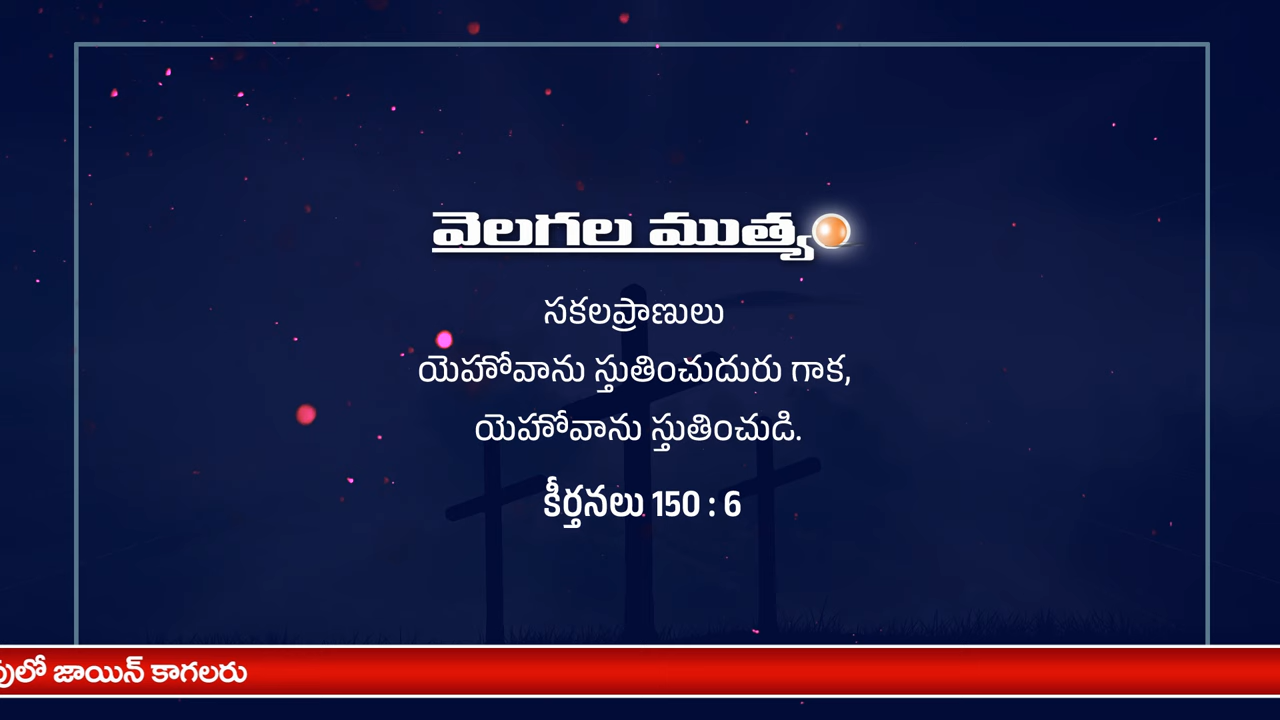 వెలగల ముత్యం
సకలప్రాణులు
యెహోవాను స్తుతించుదురు గాక,
యెహోవాను స్తుతించుడి.
కీర్తనలు 150 : 6
జాయిన్ కాగలరు